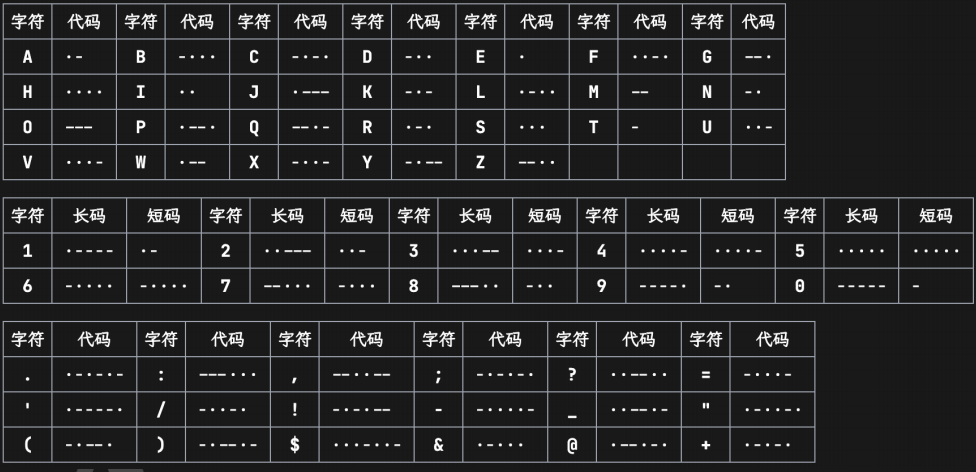 字符 代码 字符 代码 字符 代码 字符 代码 字符 代码 字符 代码 字符 代码
A ·- B -··· C -·-· D -·· E · F ··-· G --·
H ···· I ·· J ·--- K -·- L ·-·· M -- N -·
O --- P ·--· Q --·- R ·-· S ··· T - U ··-
V ···- W ·-- X -··- Y -·-- Z --··
字符 长码 短码 字符 长码 短码 字符 长码 短码 字符 长码 短码 字符 长码 短码
1 ·---- ·- 2 ··--- ··- 3 ···-- ···- 4 ····- ····- 5 ····· ·····
6 -···· -···· 7 --··· -··· 8 ---·· -·· 9 ----· -· 0 ----- -
字符 代码 字符 代码 字符 代码 字符 代码 字符 代码 字符 代码
. ·-·-·- : ---··· , --··-- ; -·-·-· ? ··--·· = -···-
' ·----· / -··-· ! -·-·-- - -····- _ ··--·- " ·-··-·
( -·--· ) -·--·- $ ···-··- & ·-··· @ ·--·-· + ·-·-·